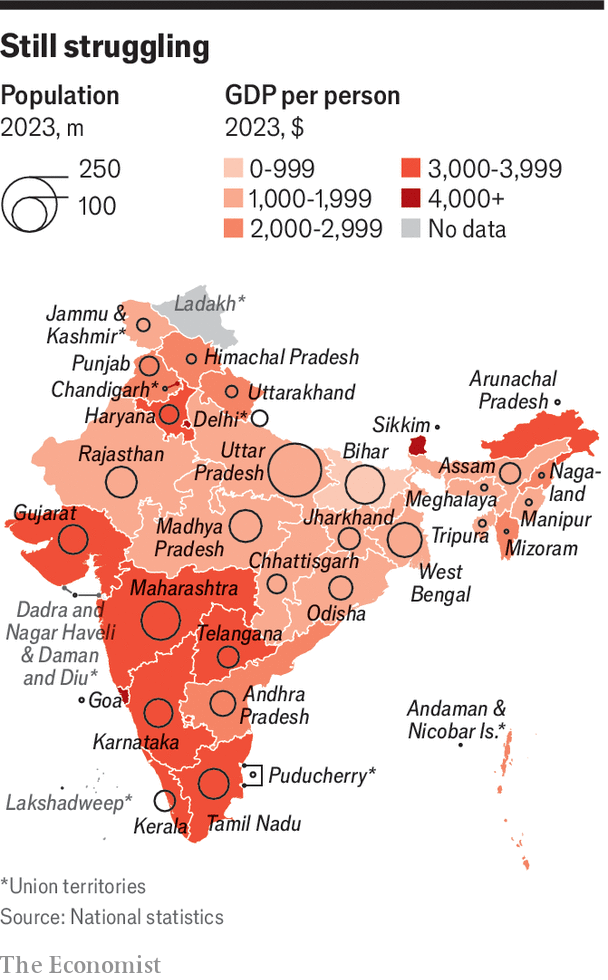 Still struggling
Population
2023, m
250
100
GDP per person
2023, $
0-999
1,000-1,999
2,000-2,999
3,000-3,999
4,000+
No data
Ladakh*
Jammu &
Kashmir*
Punjab
Himachal Pradesh
Chandigarh*
Uttarakhand
Haryana
Delhi*
Arunachal
Pradesh
Sikkim
Rajasthan
Uttar
Pradesh
Bihar
Assam
Naga-
land
Meghalaya
Manipur
Gujarat
Madhya
Pradesh
Jharkhand
Tripura
Mizoram
Chhattisgarh
West
Bengal
Maharashtra
Odisha
Dadra and
Nagar Haveli
& Daman
and Diu*
Telangana
Goa
Andhra
Pradesh
Andaman &
Nicobar Is.*
Karnataka
Puducherry*
Lakshadweep*
Kerala
Tamil Nadu
*Union territories
Source: National statistics
The Economist